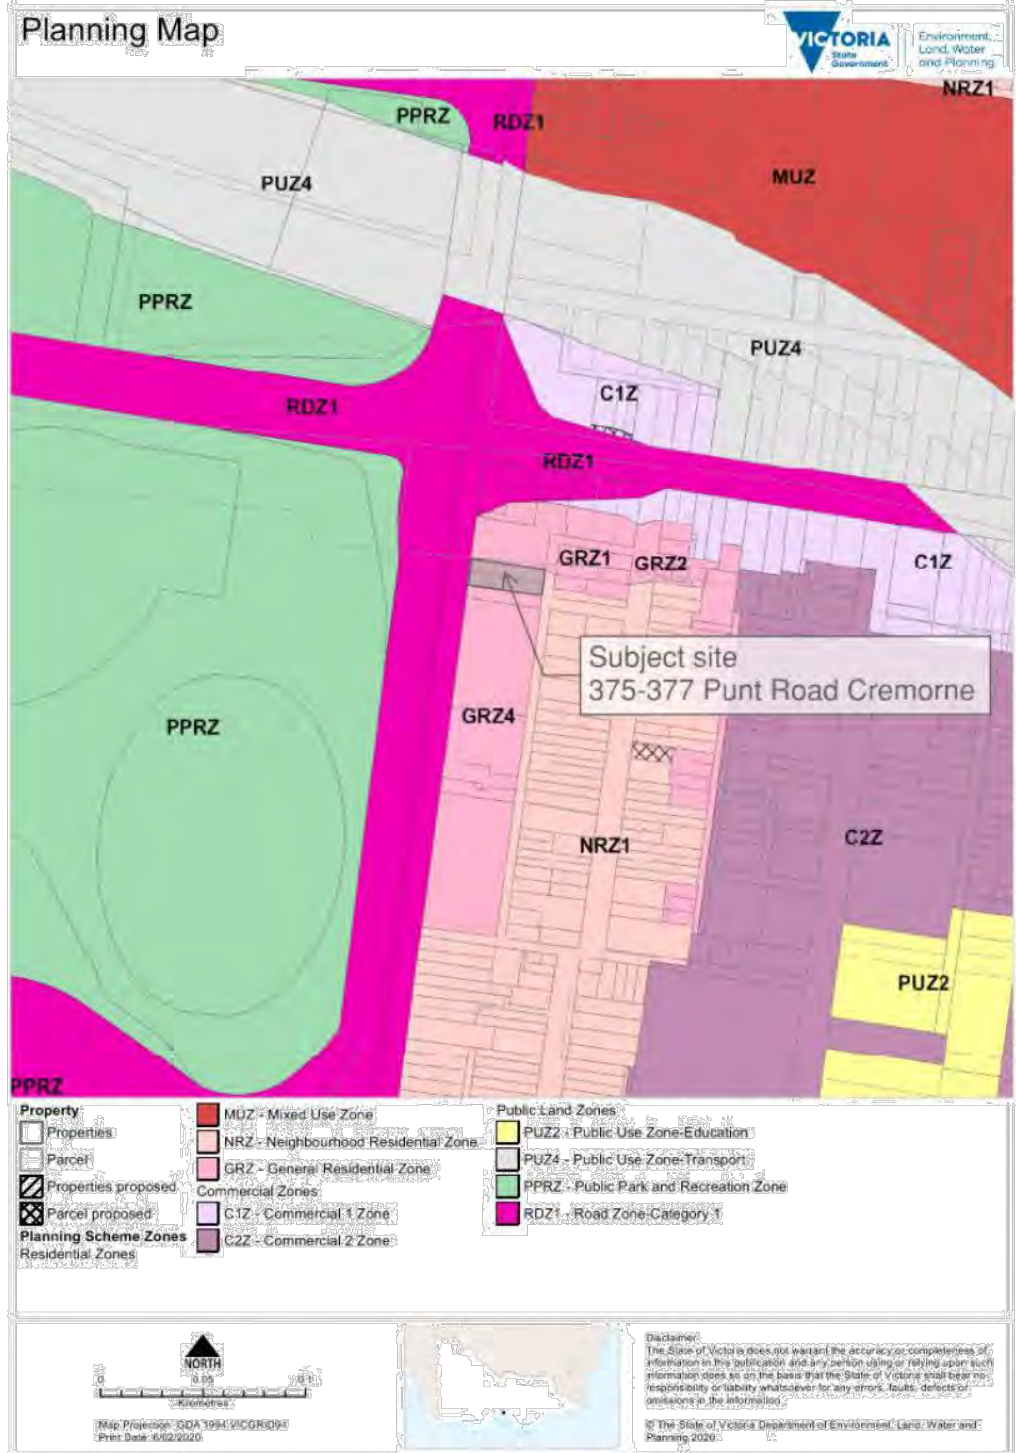 Planning Map
VICTORIA
State
Government
Environment,
Land, Water
and Planning
NRZ1
PPRZ
RDZ1
MUZ
PUZ4
PPRZ
PUZ4
C1Z
RDZ1
RDZ1
GRZ1
GRZ2
C1Z
Subject site
375-377 Punt Road Cremorne
GRZ4
PPRZ
C2Z
NRZ1
PUZ2
PPRZ
Property
Properties
Parcel
Properties proposed
Parcel proposed
Planning Scheme Zones
Residential Zones
MUZ - Mixed Use Zone
NRZ - Neighbourhood Residential Zone
GRZ - General Residential Zone
Commercial Zones
C1Z - Commercial 1 Zone
C2Z - Commercial 2 Zone
Public Land Zones
PUZ2 - Public Use Zone-Education
PUZ4 - Public Use Zone-Transport
PPRZ - Public Park and Recreation Zone
RDZ1 - Road Zone-Category 1
NORTH
0 0.05 0.1
Kilometres
Map Projection: GDA 1994 VICGRID94
Print Date: 6/02/2020
Disclaimer
The State of Victoria does not warrant the accuracy or completeness of
information in this publication and any person using or relying upon such
information does so on the basis that the State of Victoria shall bear no
responsibility or liability whatsoever for any errors, faults, defects or
omissions in the information.
© The State of Victoria Department of Environment, Land, Water and
Planning 2020